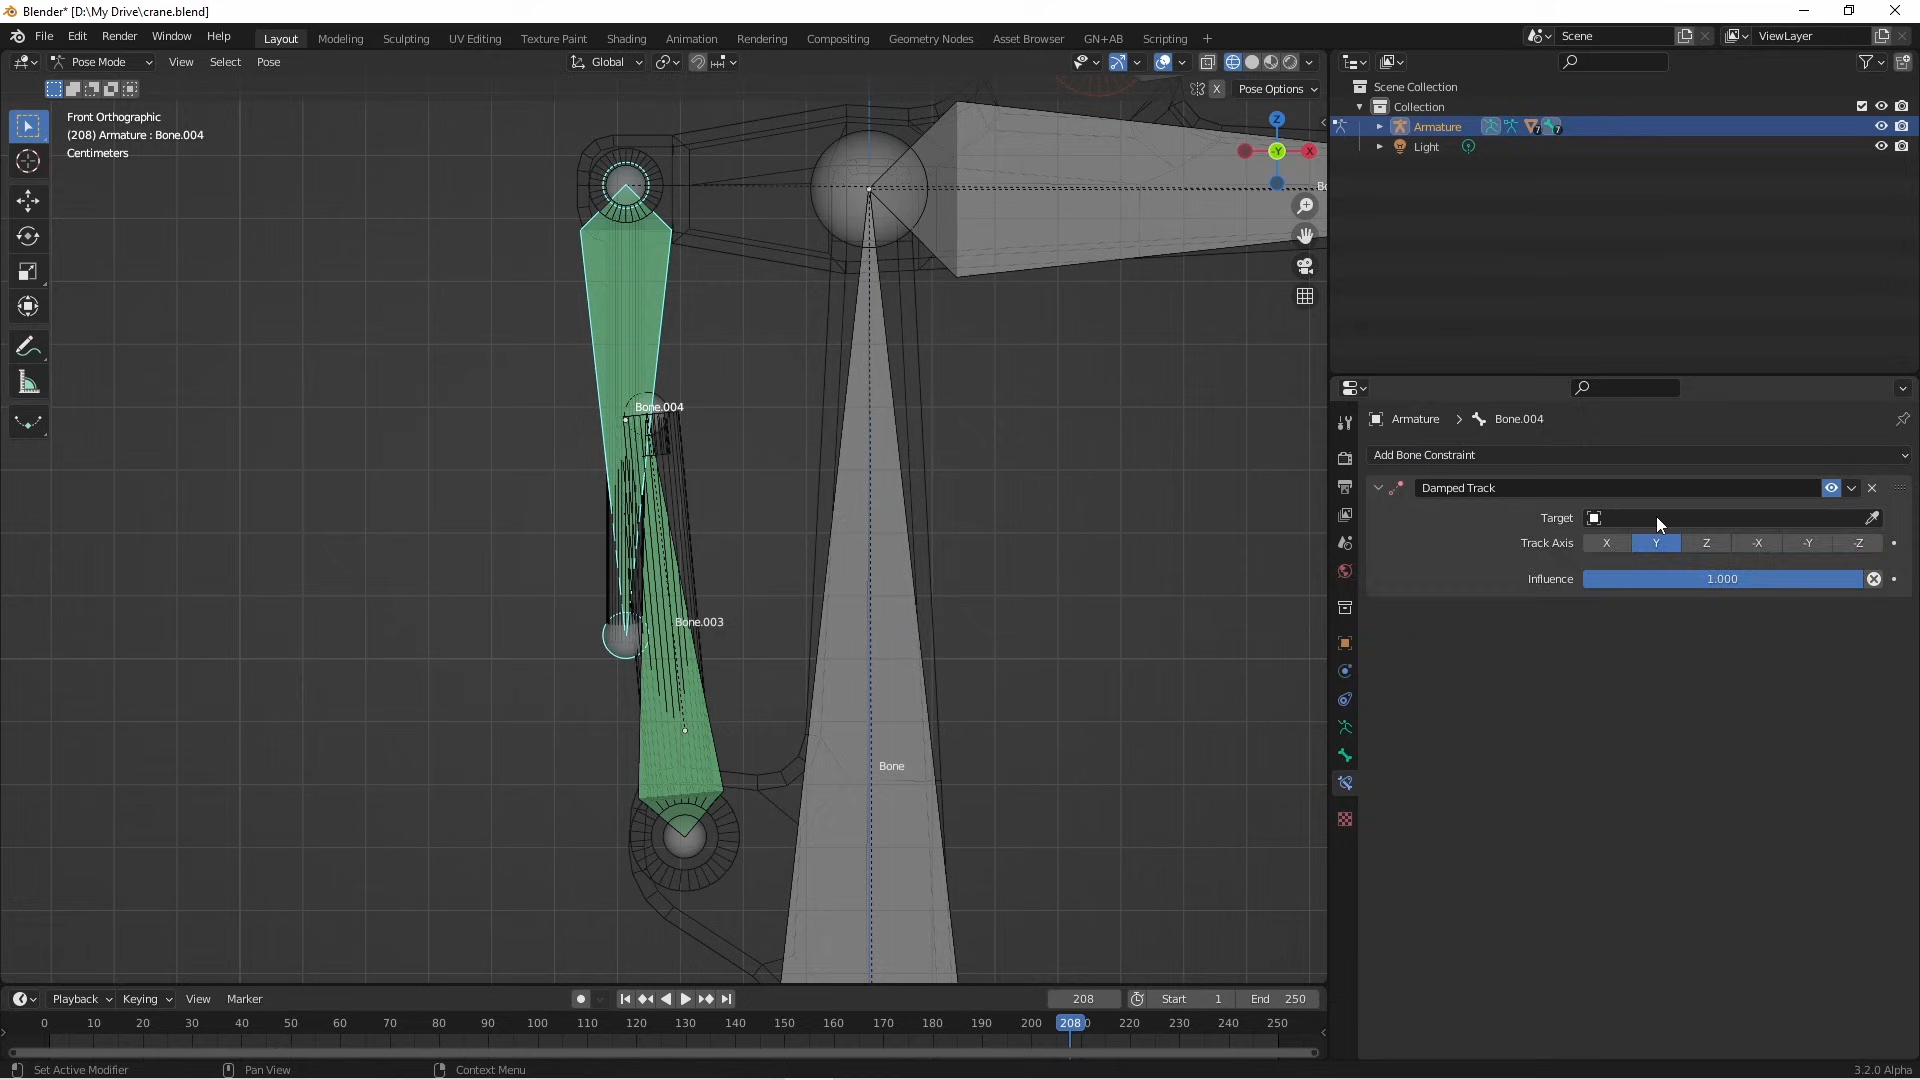 Blender* [D:\My Drive\crane.blend]
File Edit Render Window Help
Layout Modeling Sculpting UV Editing Texture Paint Shading Animation Rendering Compositing Geometry Nodes Asset Browser GN+AB Scripting +
Scene ViewLayer
Pose Mode View Select Pose Global
X Pose Options
Front Orthographic
(208) Armature : Bone.004
Centimeters
Z
-Y X
Scene Collection
Collection
Armature 7 7
Light
Bone.004
Bone.003
Bone
Armature > Bone.004
Add Bone Constraint
Damped Track
Target
Track Axis X Y Z -X -Y -Z
Influence 1.000
Playback Keying View Marker 208 Start 1 End 250
0 10 20 30 40 50 60 70 80 90 100 110 120 130 140 150 160 170 180 190 200 208 220 230 240 250
Set Active Modifier Pan View Context Menu 3.2.0 Alpha